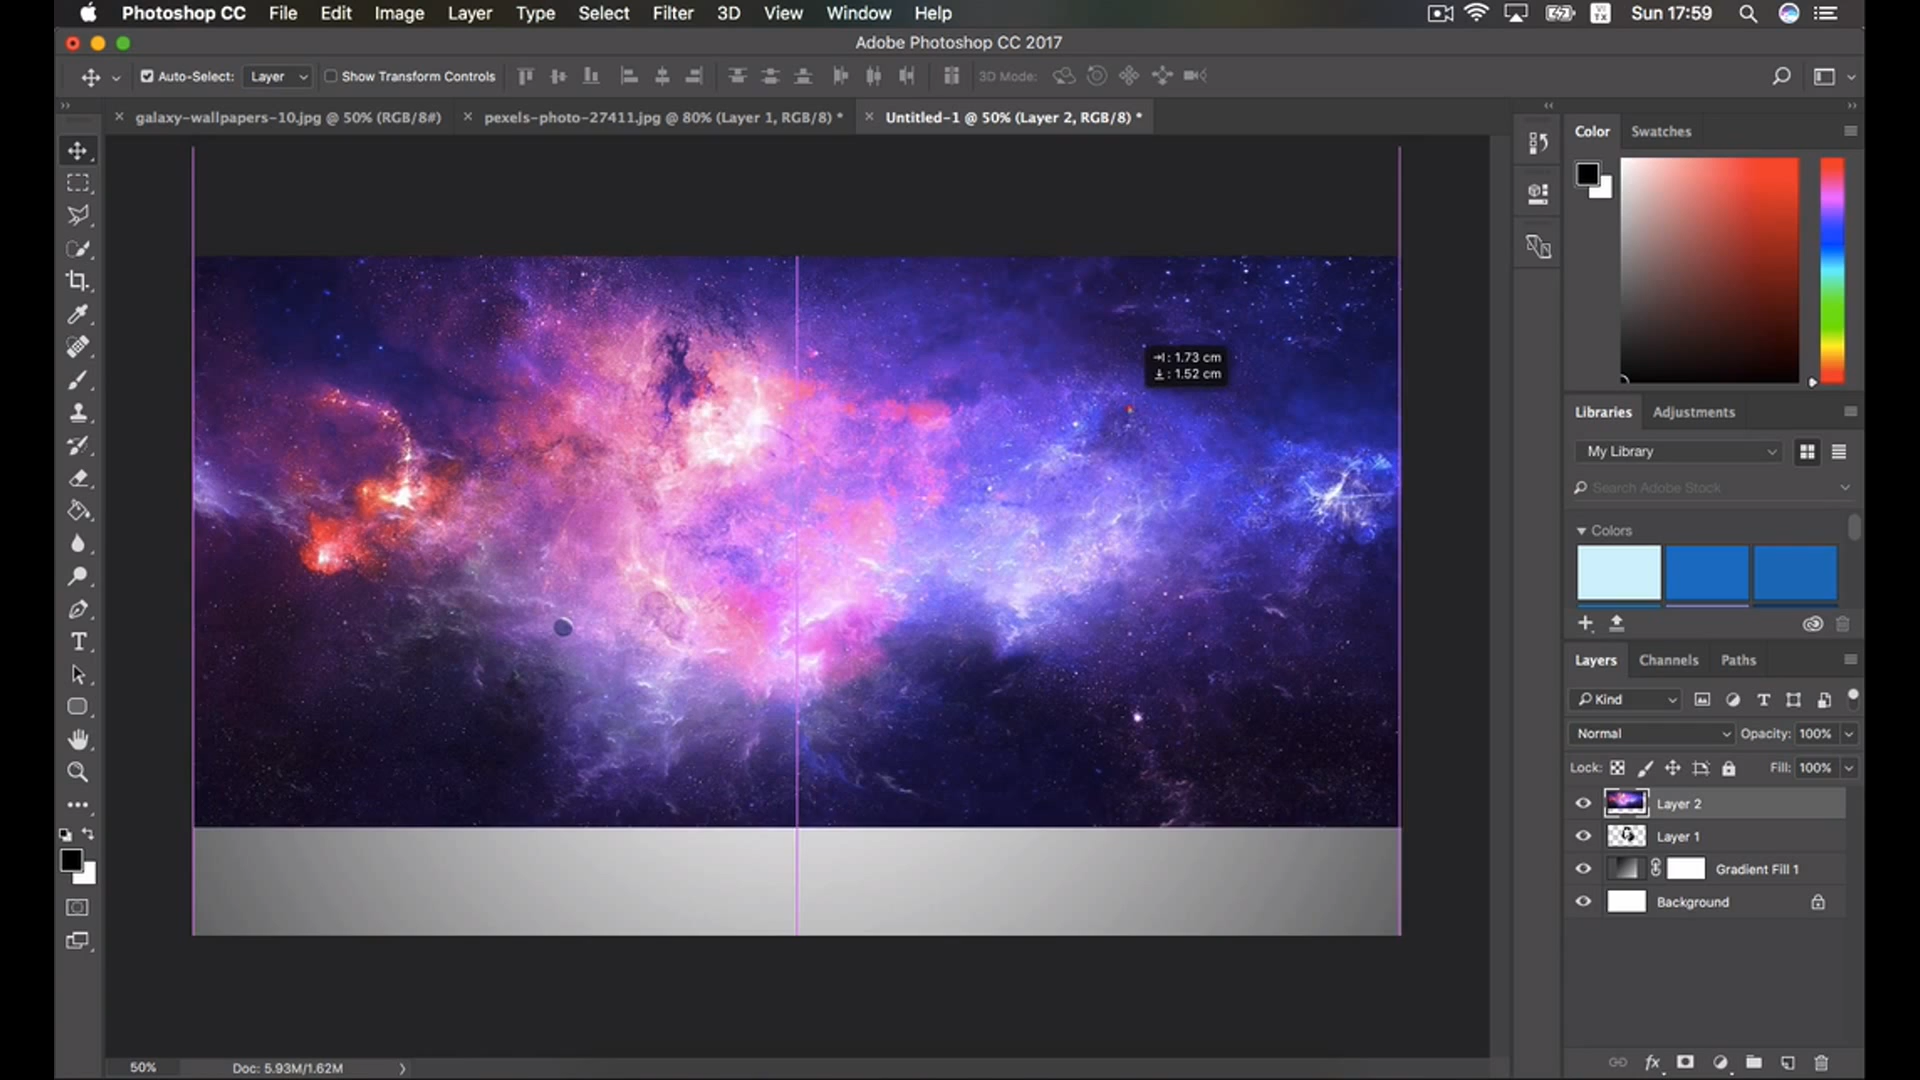 Photoshop CC File Edit Image Layer Type Select Filter 3D View Window Help VI TX Sun 17:59
Adobe Photoshop CC 2017
Auto-Select: Layer Show Transform Controls 3D Mode:
galaxy-wallpapers-10.jpg @ 50% (RGB/8#) pexels-photo-27411.jpg @ 80% (Layer 1, RGB/8) * Untitled-1 @ 50% (Layer 2, RGB/8) *
Color Swatches
: 1.73 cm
: 1.52 cm
Libraries Adjustments
My Library
Search Adobe Stock
Colors
Layers Channels Paths
Kind
Normal Opacity: 100%
Lock: Fill: 100%
Layer 2
Layer 1
Gradient Fill 1
Background
50% Doc: 5.93M/1.62M
fx